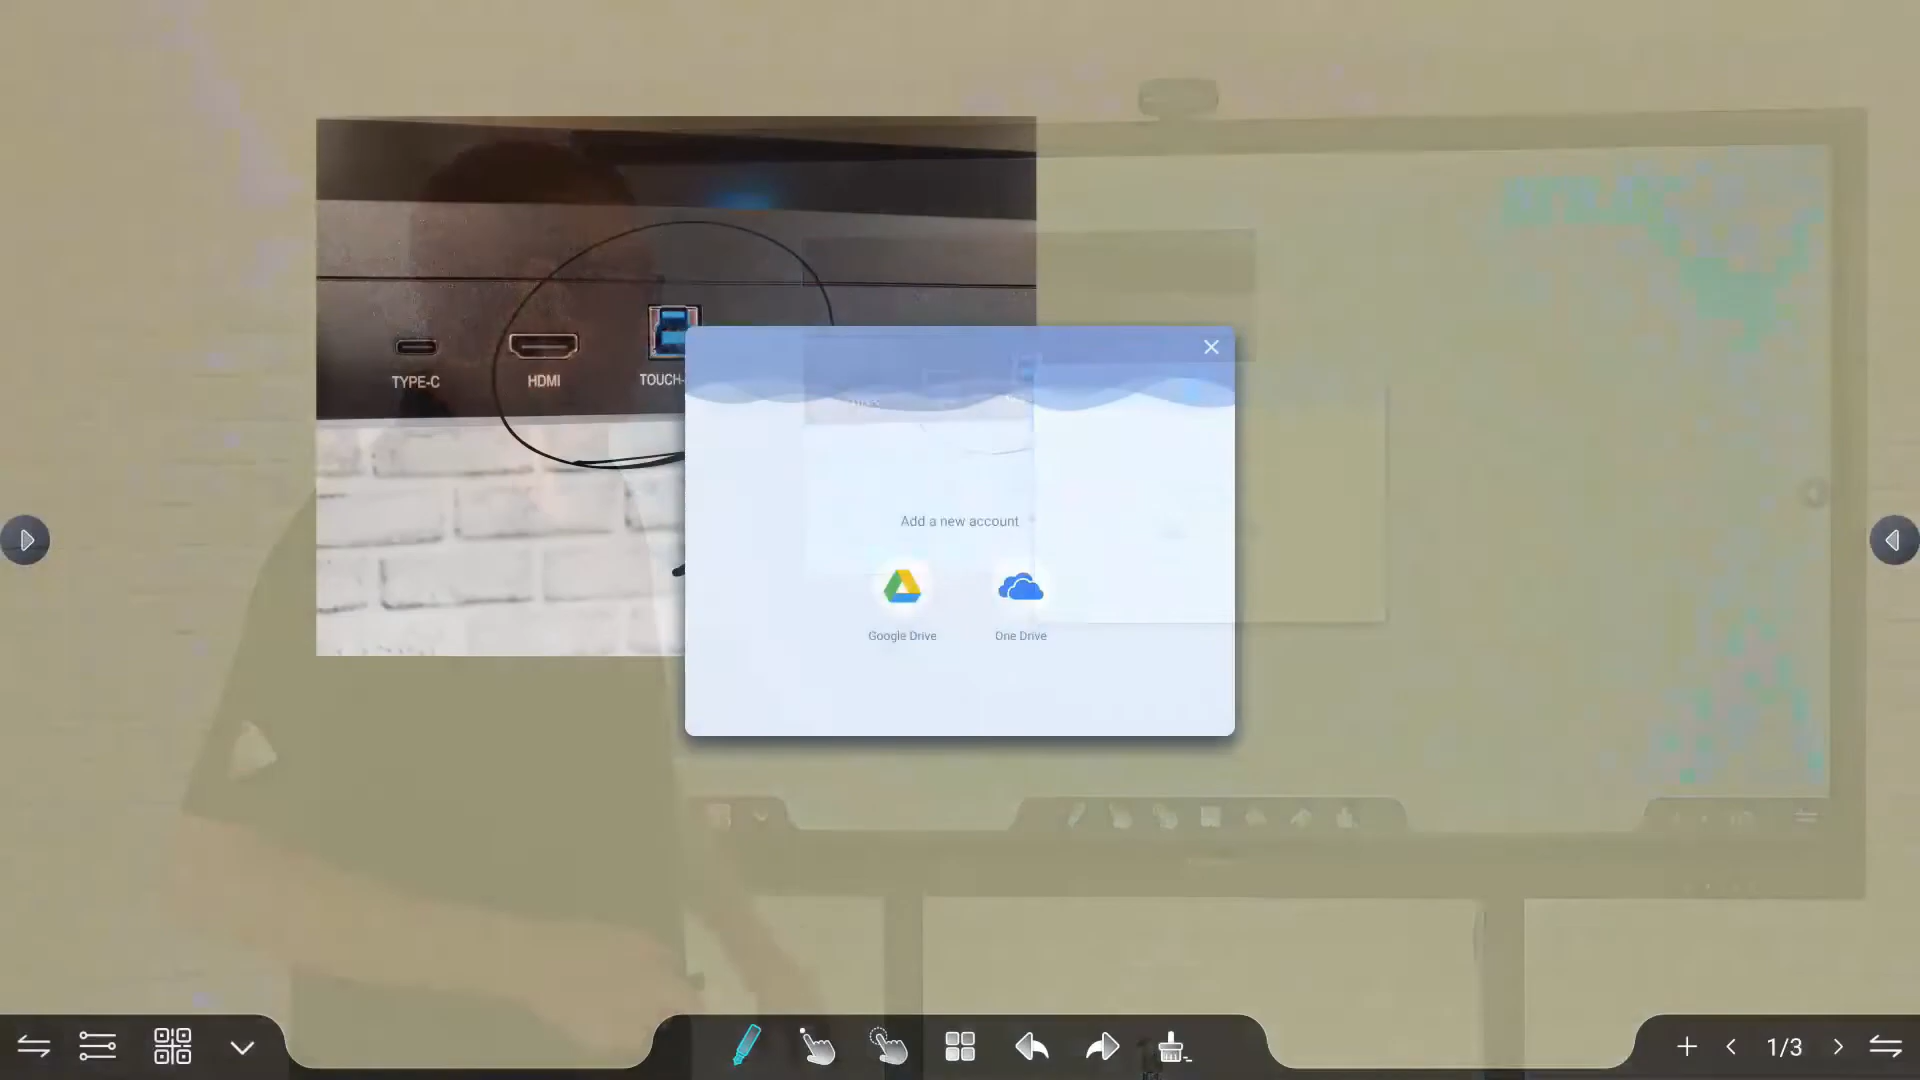 TYPE-C
HDMI
TOUCH-
Add a new account
Google Drive
One Drive
1/3